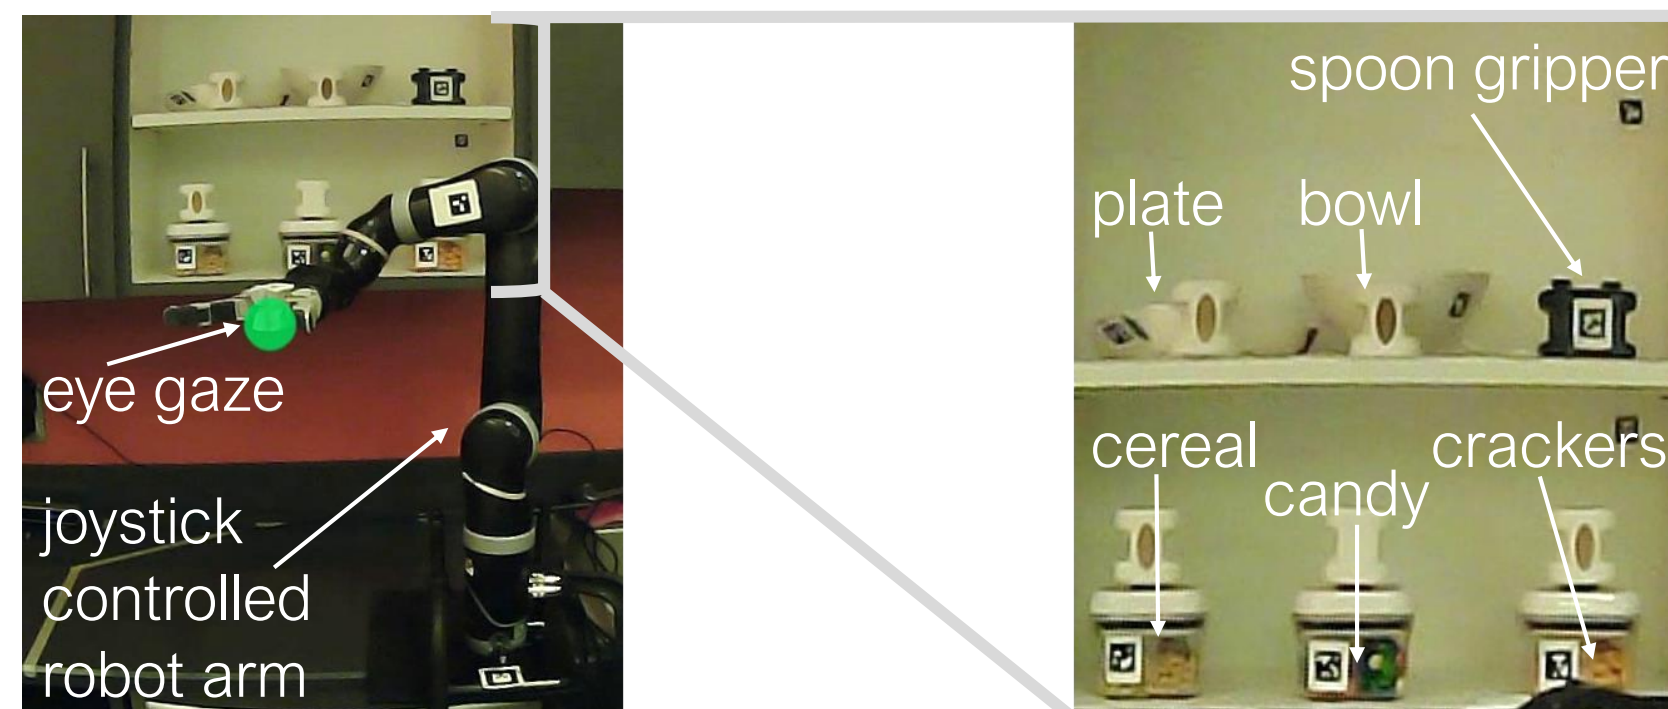 eye gaze
joystick
controlled
robot arm
spoon gripper
plate
bowl
cereal
crackers
candy